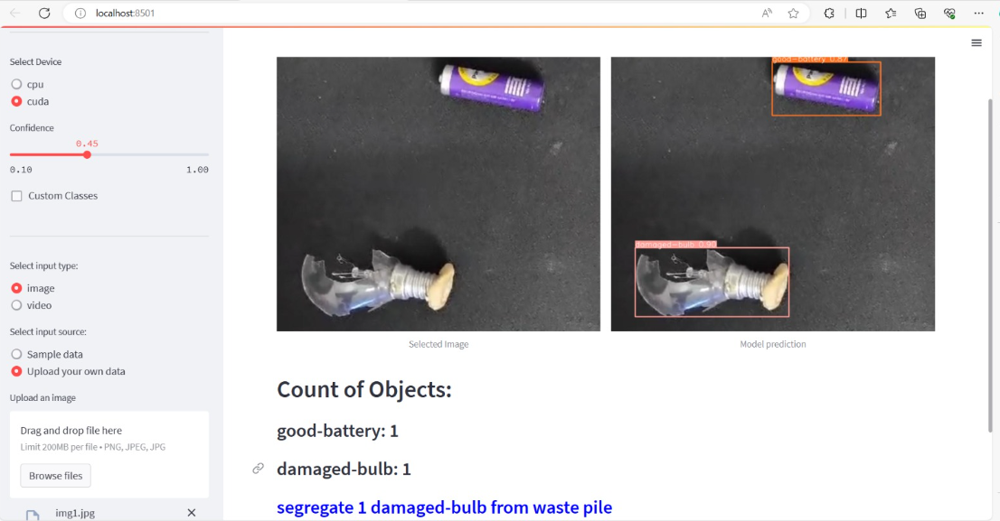 localhost:8501
Select Device
cpu
cuda
Confidence
0.45
0.10 1.00
Custom Classes
Select input type:
image
video
Select input source:
Sample data
Upload your own data
Upload an image
Drag and drop file here
Limit 200MB per file • PNG, JPEG, JPG
Browse files
img1.jpg
good-battery 0.87
damaged-bulb 0.90
Selected Image
Model prediction
Count of Objects:
good-battery: 1
damaged-bulb: 1
segregate 1 damaged-bulb from waste pile